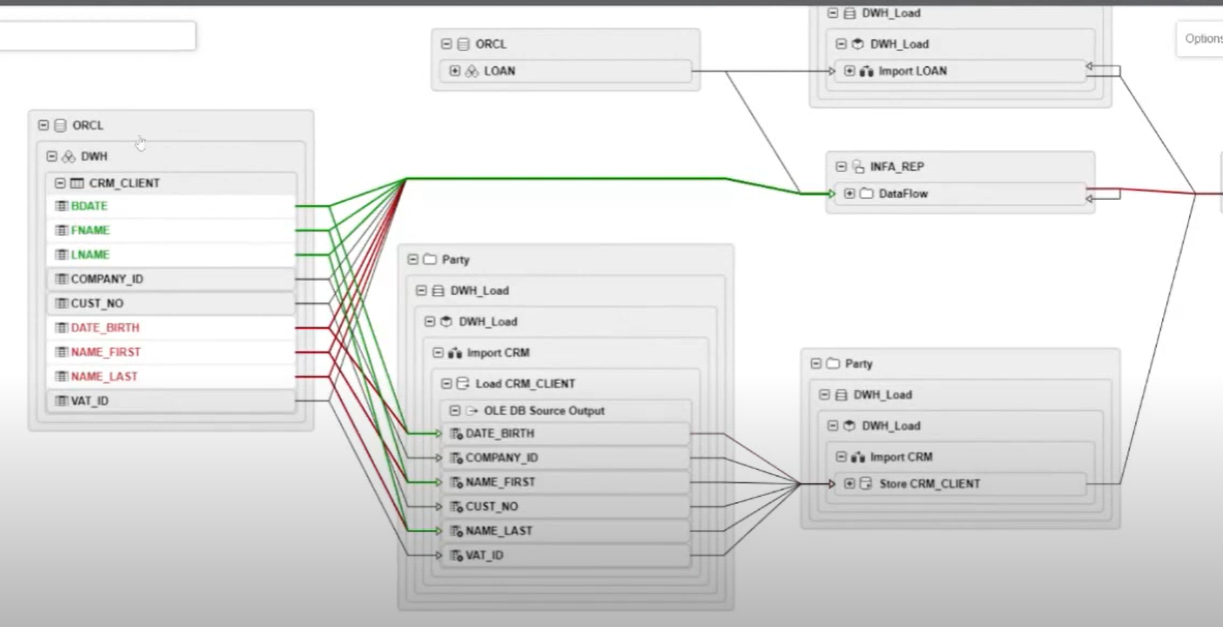 ORCL
LOAN
DWH_Load
DWH_Load
Import LOAN
Options
ORCL
DWH
CRM_CLIENT
BDATE
FNAME
LNAME
COMPANY_ID
CUST_NO
DATE_BIRTH
NAME_FIRST
NAME_LAST
VAT_ID
INFA_REP
DataFlow
Party
DWH_Load
DWH_Load
Import CRM
Load CRM_CLIENT
OLE DB Source Output
DATE_BIRTH
COMPANY_ID
NAME_FIRST
CUST_NO
NAME_LAST
VAT_ID
Party
DWH_Load
DWH_Load
Import CRM
Store CRM_CLIENT